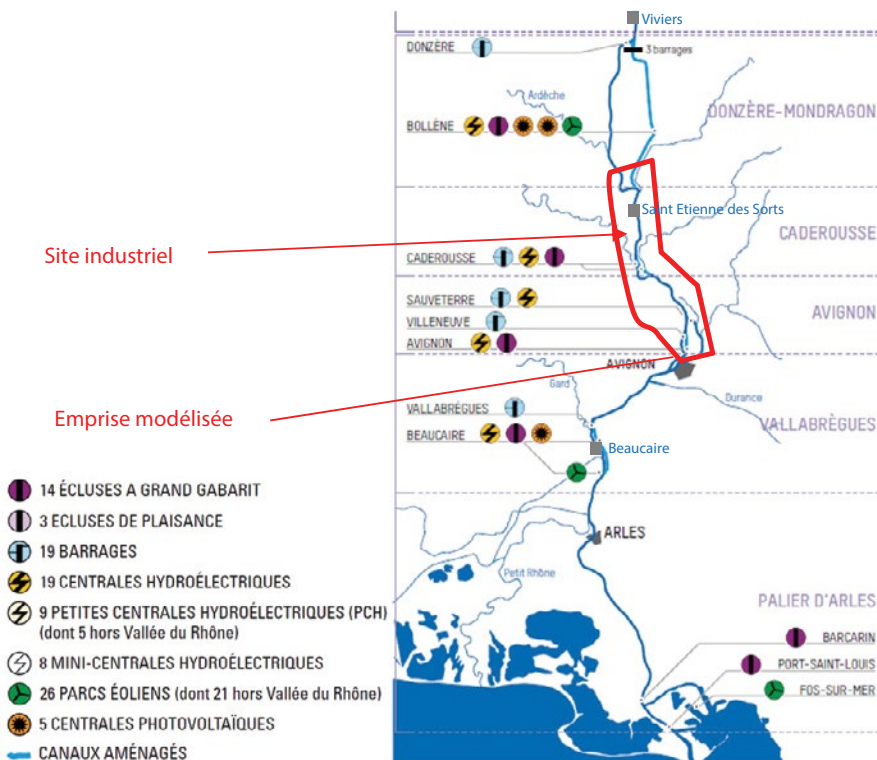 Viviers
DONZÈRE
3 barrages
Ardèche
DONZÈRE-MONDRAGON
BOLLÈNE
Saint Etienne des Sorts
CADEROUSSE
Site industriel
CADEROUSSE
SAUVETERRE
AVIGNON
VILLENEUVE
AVIGNON
AVIGNON
Gard
Durance
Emprise modélisée
VALLABRÈGUES
VALLABRÈGUES
BEAUCAIRE
Beaucaire
14 ÉCLUSES A GRAND GABARIT
3 ECLUSES DE PLAISANCE
19 BARRAGES
19 CENTRALES HYDROÉLECTRIQUES
9 PETITES CENTRALES HYDROÉLECTRIQUES (PCH)
(dont 5 hors Vallée du Rhône)
8 MINI-CENTRALES HYDROÉLECTRIQUES
26 PARCS ÉOLIENS (dont 21 hors Vallée du Rhône)
5 CENTRALES PHOTOVOLTAÏQUES
CANAUX AMÉNAGÉS
ARLES
Petit Rhône
PALIER D'ARLES
BARCARIN
PORT-SAINT-LOUIS
FOS-SUR-MER